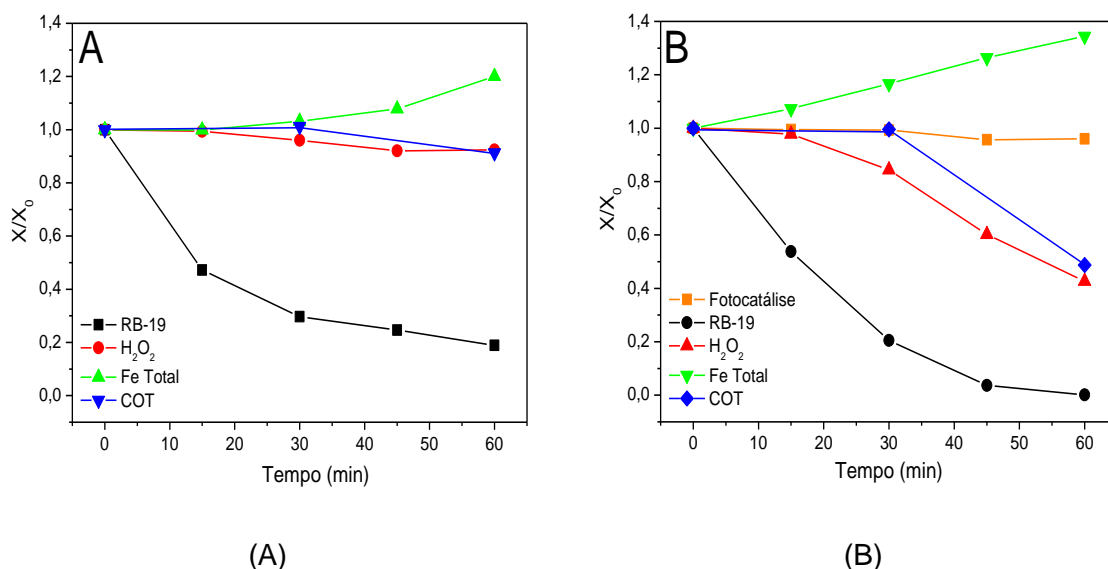 A
1,4
1,2
1,0
0,8
0,6
0,4
0,2
0,0
X/X₀
RB-19
H₂O₂
Fe Total
COT
0 10 20 30 40 50 60
Tempo (min)
(A)
B
1,4
1,2
1,0
0,8
0,6
0,4
0,2
0,0
X/X₀
Fotocatálise
RB-19
H₂O₂
Fe Total
COT
0 10 20 30 40 50 60
Tempo (min)
(B)